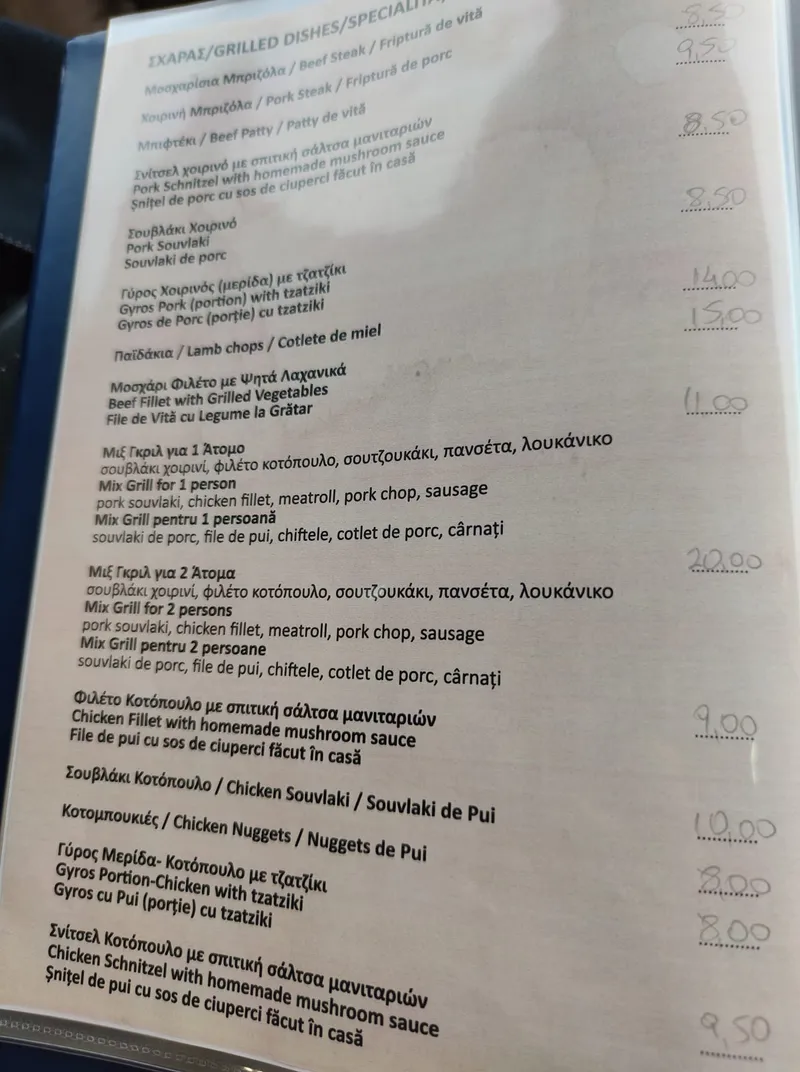 ΣΧΑΡΑΣ/GRILLED DISHES/
Μοσχαρίσια Μπριζόλα / Beef Steak / Friptură de vită
8,50
Χοιρινή Μπριζόλα / Pork Steak / Friptură de porc
9,50
Μπιφτέκι / Beef Patty / Patty de vită
Σνίτσελ χοιρινό με σπιτική σάλτσα μανιταριών
Pork Schnitzel with homemade mushroom sauce
Șnițel de porc cu sos de ciuperci făcut în casă
8,50
Σουβλάκι Χοιρινό
Pork Souvlaki
Souvlaki de porc
8,50
Γύρος Χοιρινός (μερίδα) με τζατζίκι
Gyros Pork (portion) with tzatziki
Gyros de Porc (porție) cu tzatziki
14,00
Παϊδάκια / Lamb chops / Cotlete de miel
15,00
Μοσχάρι Φιλέτο με Ψητά Λαχανικά
Beef Fillet with Grilled Vegetables
File de Vită cu Legume la Grătar
11,00
Μιξ Γκριλ για 1 Άτομο
σουβλάκι χοιρινί, φιλέτο κοτόπουλο, σουτζουκάκι, πανσέτα, λουκάνικο
Mix Grill for 1 person
pork souvlaki, chicken fillet, meatroll, pork chop, sausage
Mix Grill pentru 1 persoană
souvlaki de porc, file de pui, chiftele, cotlet de porc, cârnați
20,00
Μιξ Γκριλ για 2 Άτομα
σουβλάκι χοιρινί, φιλέτο κοτόπουλο, σουτζουκάκι, πανσέτα, λουκάνικο
Mix Grill for 2 persons
pork souvlaki, chicken fillet, meatroll, pork chop, sausage
Mix Grill pentru 2 persoane
souvlaki de porc, file de pui, chiftele, cotlet de porc, cârnați
Φιλέτο Κοτόπουλο με σπιτική σάλτσα μανιταριών
Chicken Fillet with homemade mushroom sauce
File de pui cu sos de ciuperci făcut în casă
9,00
Σουβλάκι Κοτόπουλο / Chicken Souvlaki / Souvlaki de Pui
10,00
Κοτομπουκιές / Chicken Nuggets / Nuggets de Pui
8,00
Γύρος Μερίδα- Κοτόπουλο με τζατζίκι
Gyros Portion-Chicken with tzatziki
Gyros cu Pui (porție) cu tzatziki
8,00
Σνίτσελ Κοτόπουλο με σπιτική σάλτσα μανιταριών
Chicken Schnitzel with homemade mushroom sauce
Șnițel de pui cu sos de ciuperci făcut în casă
9,50